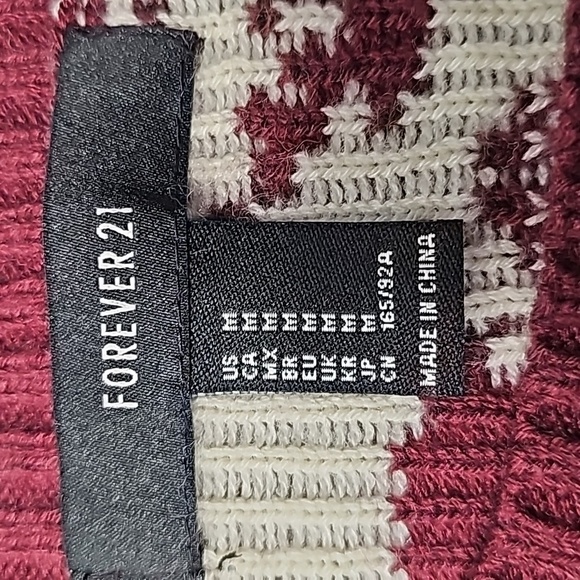 FOREVER 21
US M
CA M
MX M
BR M
EU M
UK M
KR M
JP M
CN 165/92A
MADE IN CHINA